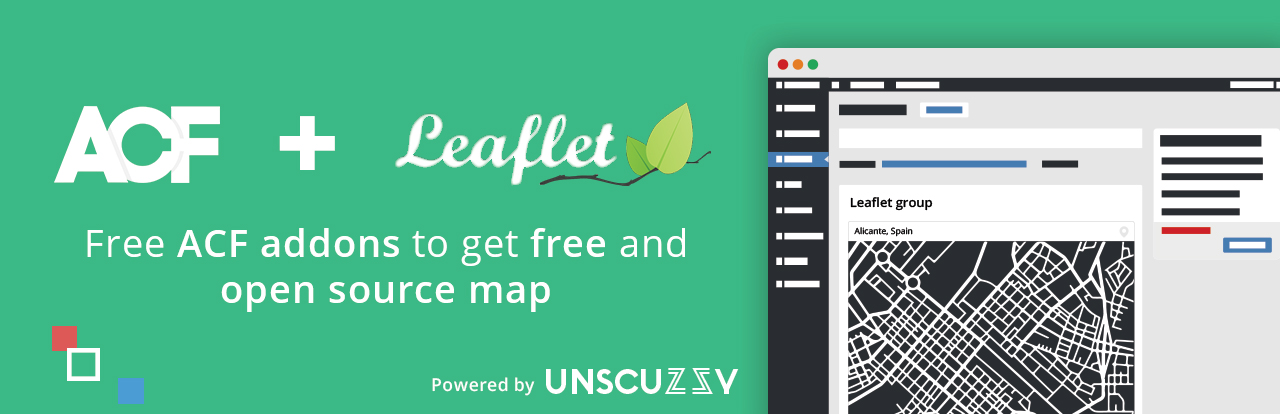 ACF + Leaflet
Free ACF addons to get free and
open source map
Powered by UNSCUZZY
Leaflet group
Alicante, Spain